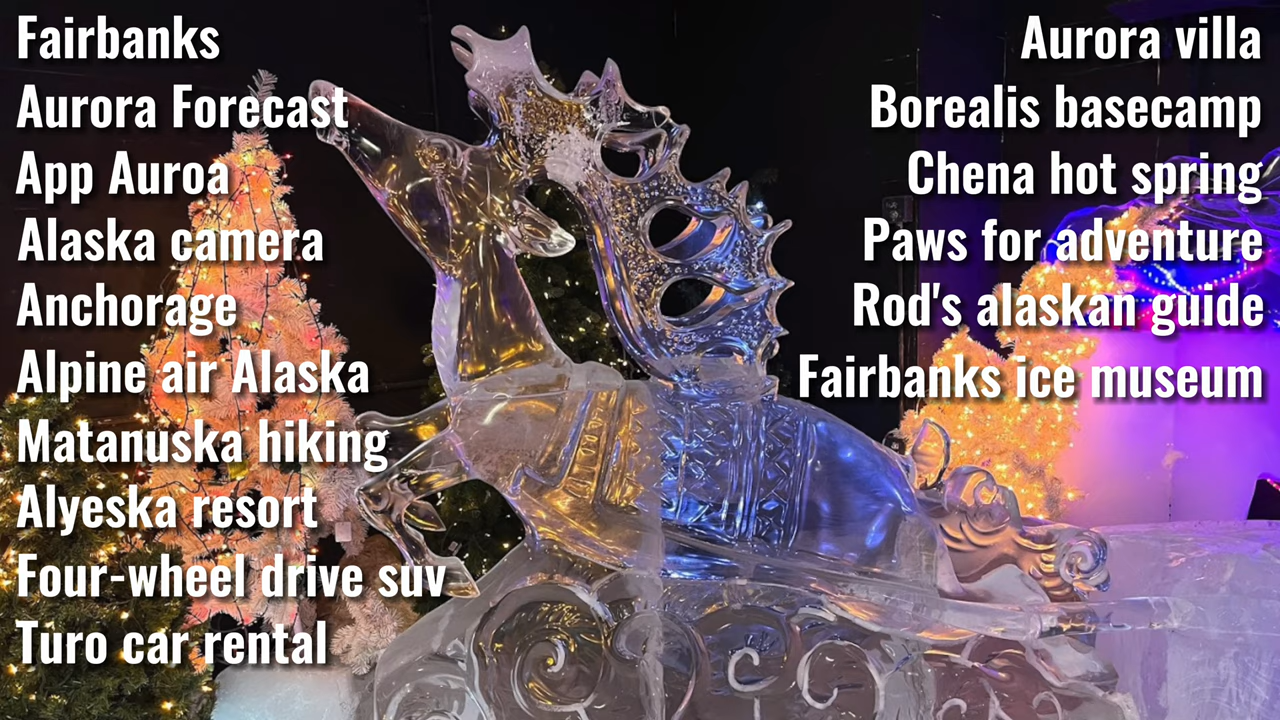 Fairbanks
Aurora Forecast
App Auroa
Alaska camera
Anchorage
Alpine air Alaska
Matanuska hiking
Alyeska resort
Four-wheel drive suv
Turo car rental
Aurora villa
Borealis basecamp
Chena hot spring
Paws for adventure
Rod's alaskan guide
Fairbanks ice museum